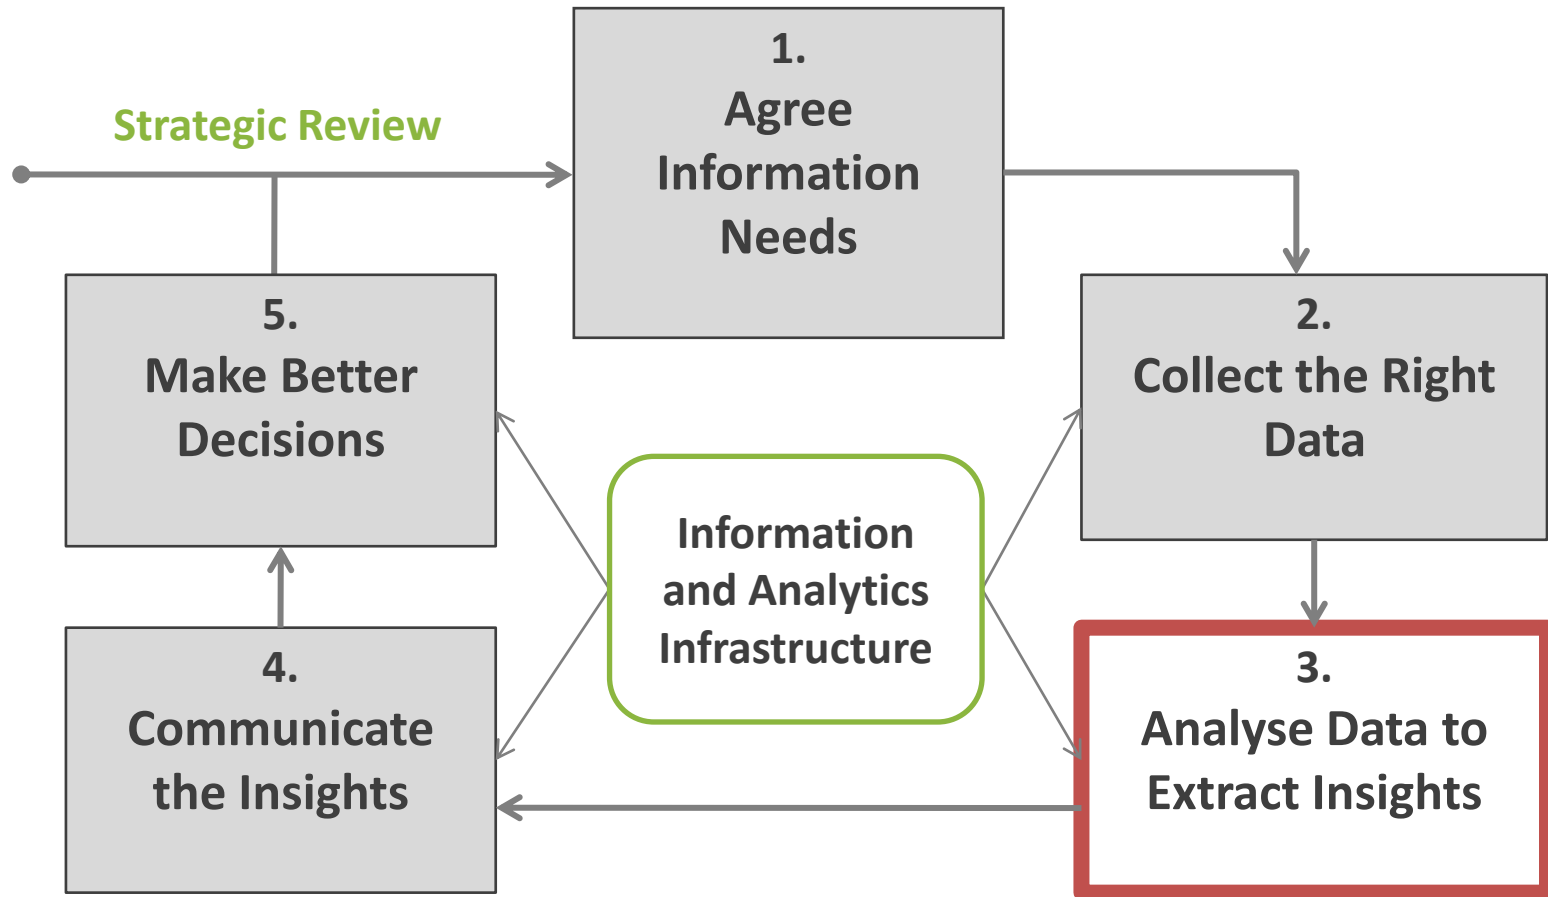 Strategic Review
1.
Agree
Information
Needs
2.
Collect the Right
Data
3.
Analyse Data to
Extract Insights
4.
Communicate
the Insights
5.
Make Better
Decisions
Information
and Analytics
Infrastructure